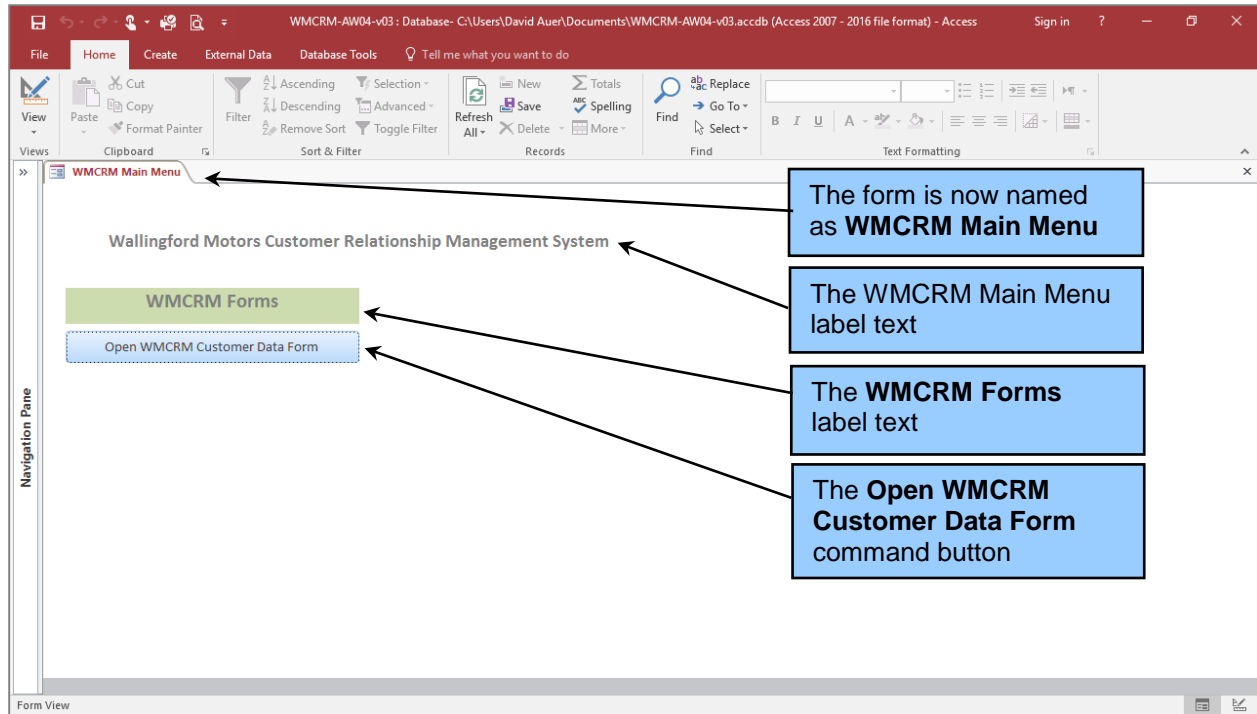 WMCRM-AW04-v03 : Database- C:\Users\David Auer\Documents\WMCRM-AW04-v03.accdb (Access 2007 - 2016 file format) - Access Sign in ?
File Home Create External Data Database Tools Tell me what you want to do
View
Paste
Cut
Copy
Format Painter
Filter
Ascending
Descending
Remove Sort
Selection
Advanced
Toggle Filter
Refresh
All
New
Save
Delete
Totals
Spelling
More
Find
Replace
Go To
Select
B I U A
Views Clipboard Sort & Filter Records Find Text Formatting
» WMCRM Main Menu
Wallingford Motors Customer Relationship Management System
WMCRM Forms
Open WMCRM Customer Data Form
Navigation Pane
The form is now named
as WMCRM Main Menu
The WMCRM Main Menu
label text
The WMCRM Forms
label text
The Open WMCRM
Customer Data Form
command button
Form View